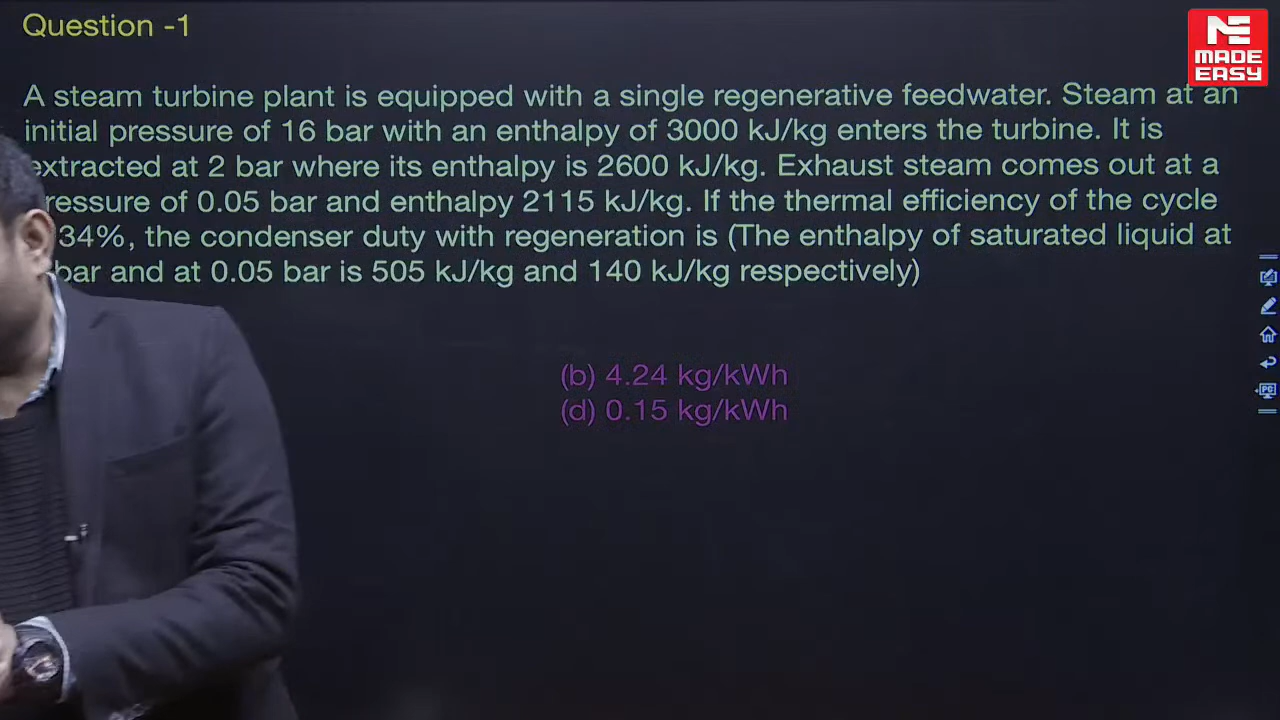 Question -1
MADE
EASY
A steam turbine plant is equipped with a single regenerative feedwater. Steam at an
initial pressure of 16 bar with an enthalpy of 3000 kJ/kg enters the turbine. It is
extracted at 2 bar where its enthalpy is 2600 kJ/kg. Exhaust steam comes out at a
ressure of 0.05 bar and enthalpy 2115 kJ/kg. If the thermal efficiency of the cycle
34%, the condenser duty with regeneration is (The enthalpy of saturated liquid at
bar and at 0.05 bar is 505 kJ/kg and 140 kJ/kg respectively)
(b) 4.24 kg/kWh
(d) 0.15 kg/kWh
PC